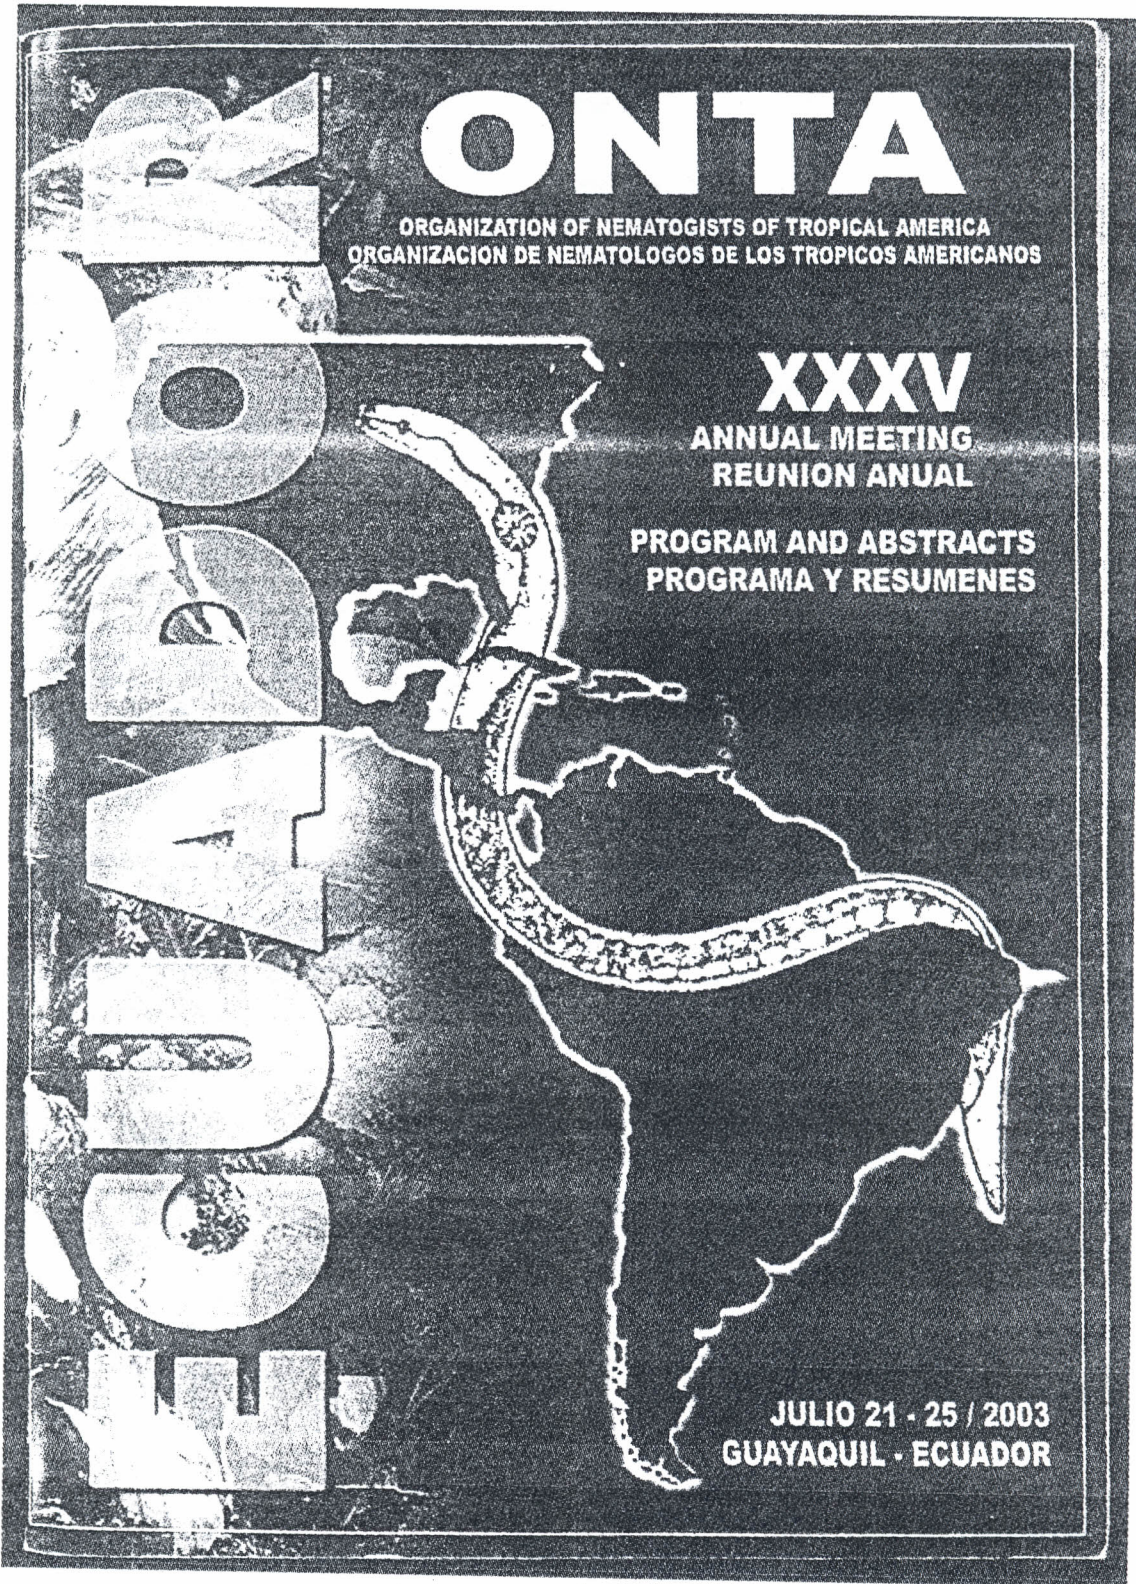 ECUADOR
ONTA
ORGANIZATION OF NEMATOGISTS OF TROPICAL AMERICA
ORGANIZACION DE NEMATOLOGOS DE LOS TROPICOS AMERICANOS
XXXV
ANNUAL MEETING
REUNION ANUAL
PROGRAM AND ABSTRACTS
PROGRAMA Y RESUMENES
JULIO 21 - 25 / 2003
GUAYAQUIL - ECUADOR